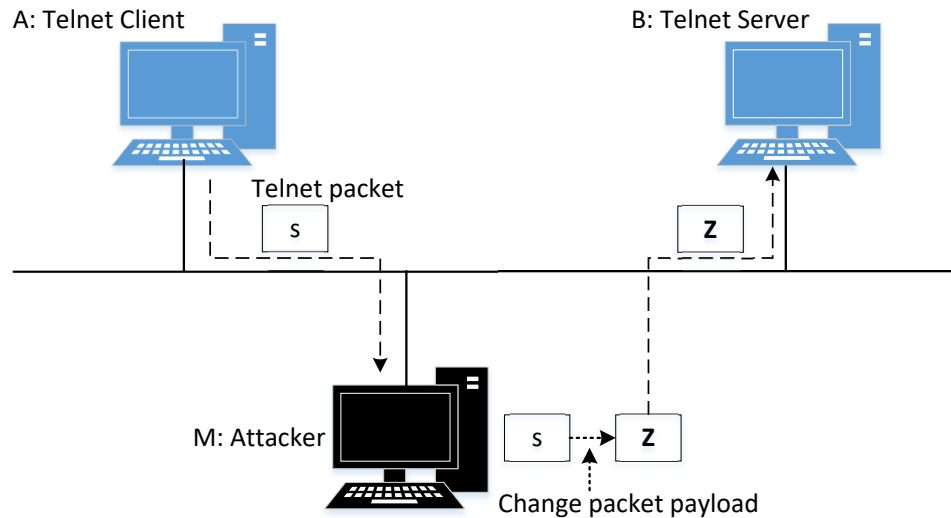 A: Telnet Client
B: Telnet Server
Telnet packet
s
Z
M: Attacker
s
Z
Change packet payload